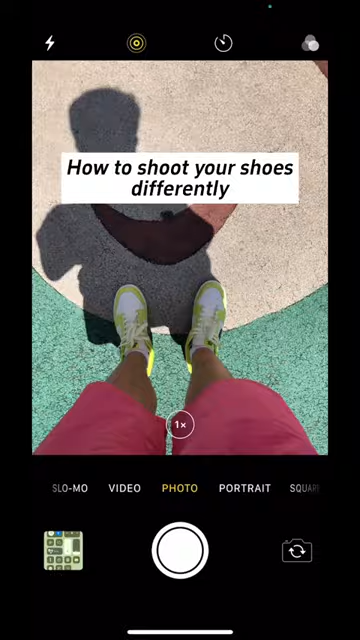 How to shoot your shoes
differently
1×
SLO-MO VIDEO PHOTO PORTRAIT SQUAR